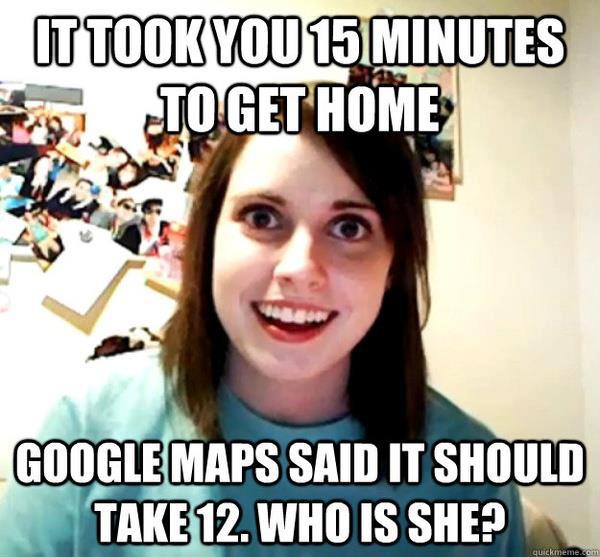 IT TOOK YOU 15 MINUTES
TO GET HOME
GOOGLE MAPS SAID IT SHOULD
TAKE 12. WHO IS SHE?
quickmeme.com